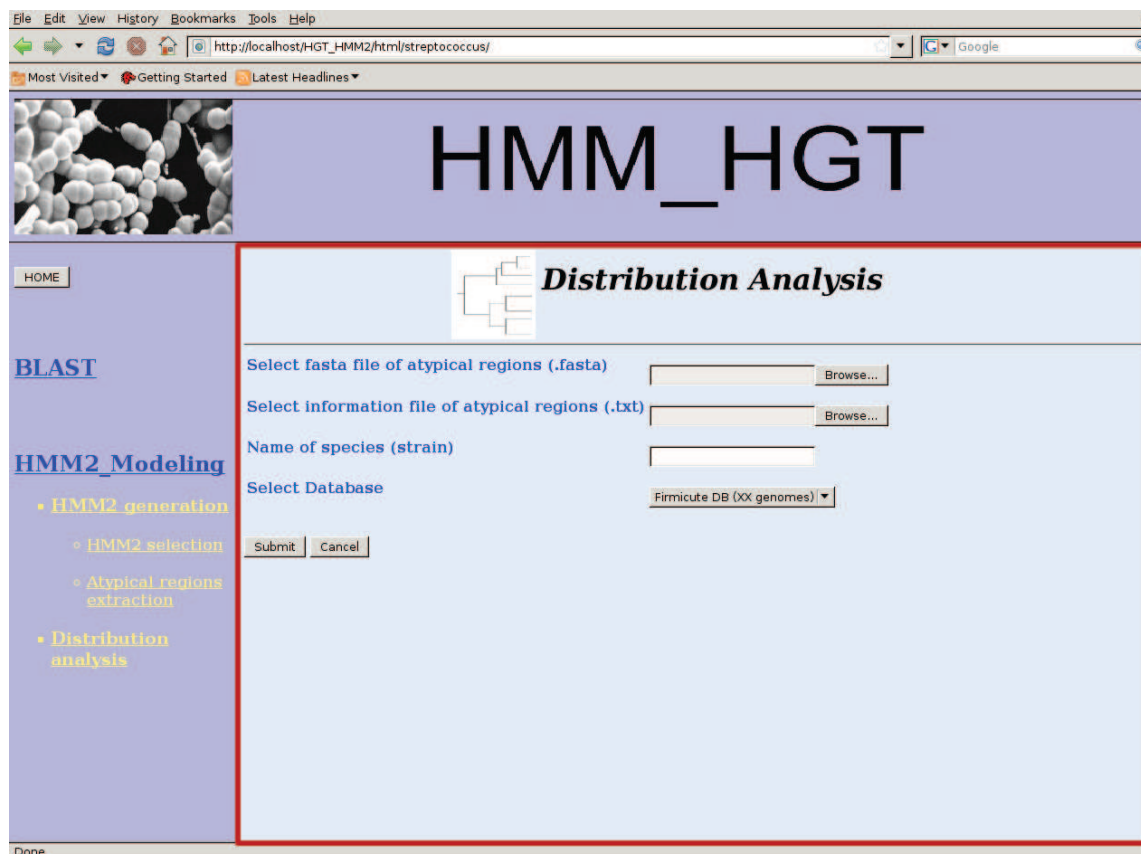 File Edit View History Bookmarks Tools Help
http://localhost/HGT_HMM2/html/streptococcus/
G Google
Most Visited Getting Started Latest Headlines
HMM_HGT
HOME
Distribution Analysis
BLAST
Select fasta file of atypical regions (.fasta) Browse...
Select information file of atypical regions (.txt) Browse...
Name of species (strain)
HMM2_Modeling
Select Database Firmicute DB (XX genomes)
HMM2 generation
Submit Cancel
HMM2 selection
Atypical regions
extraction
Distribution
analysis
Done